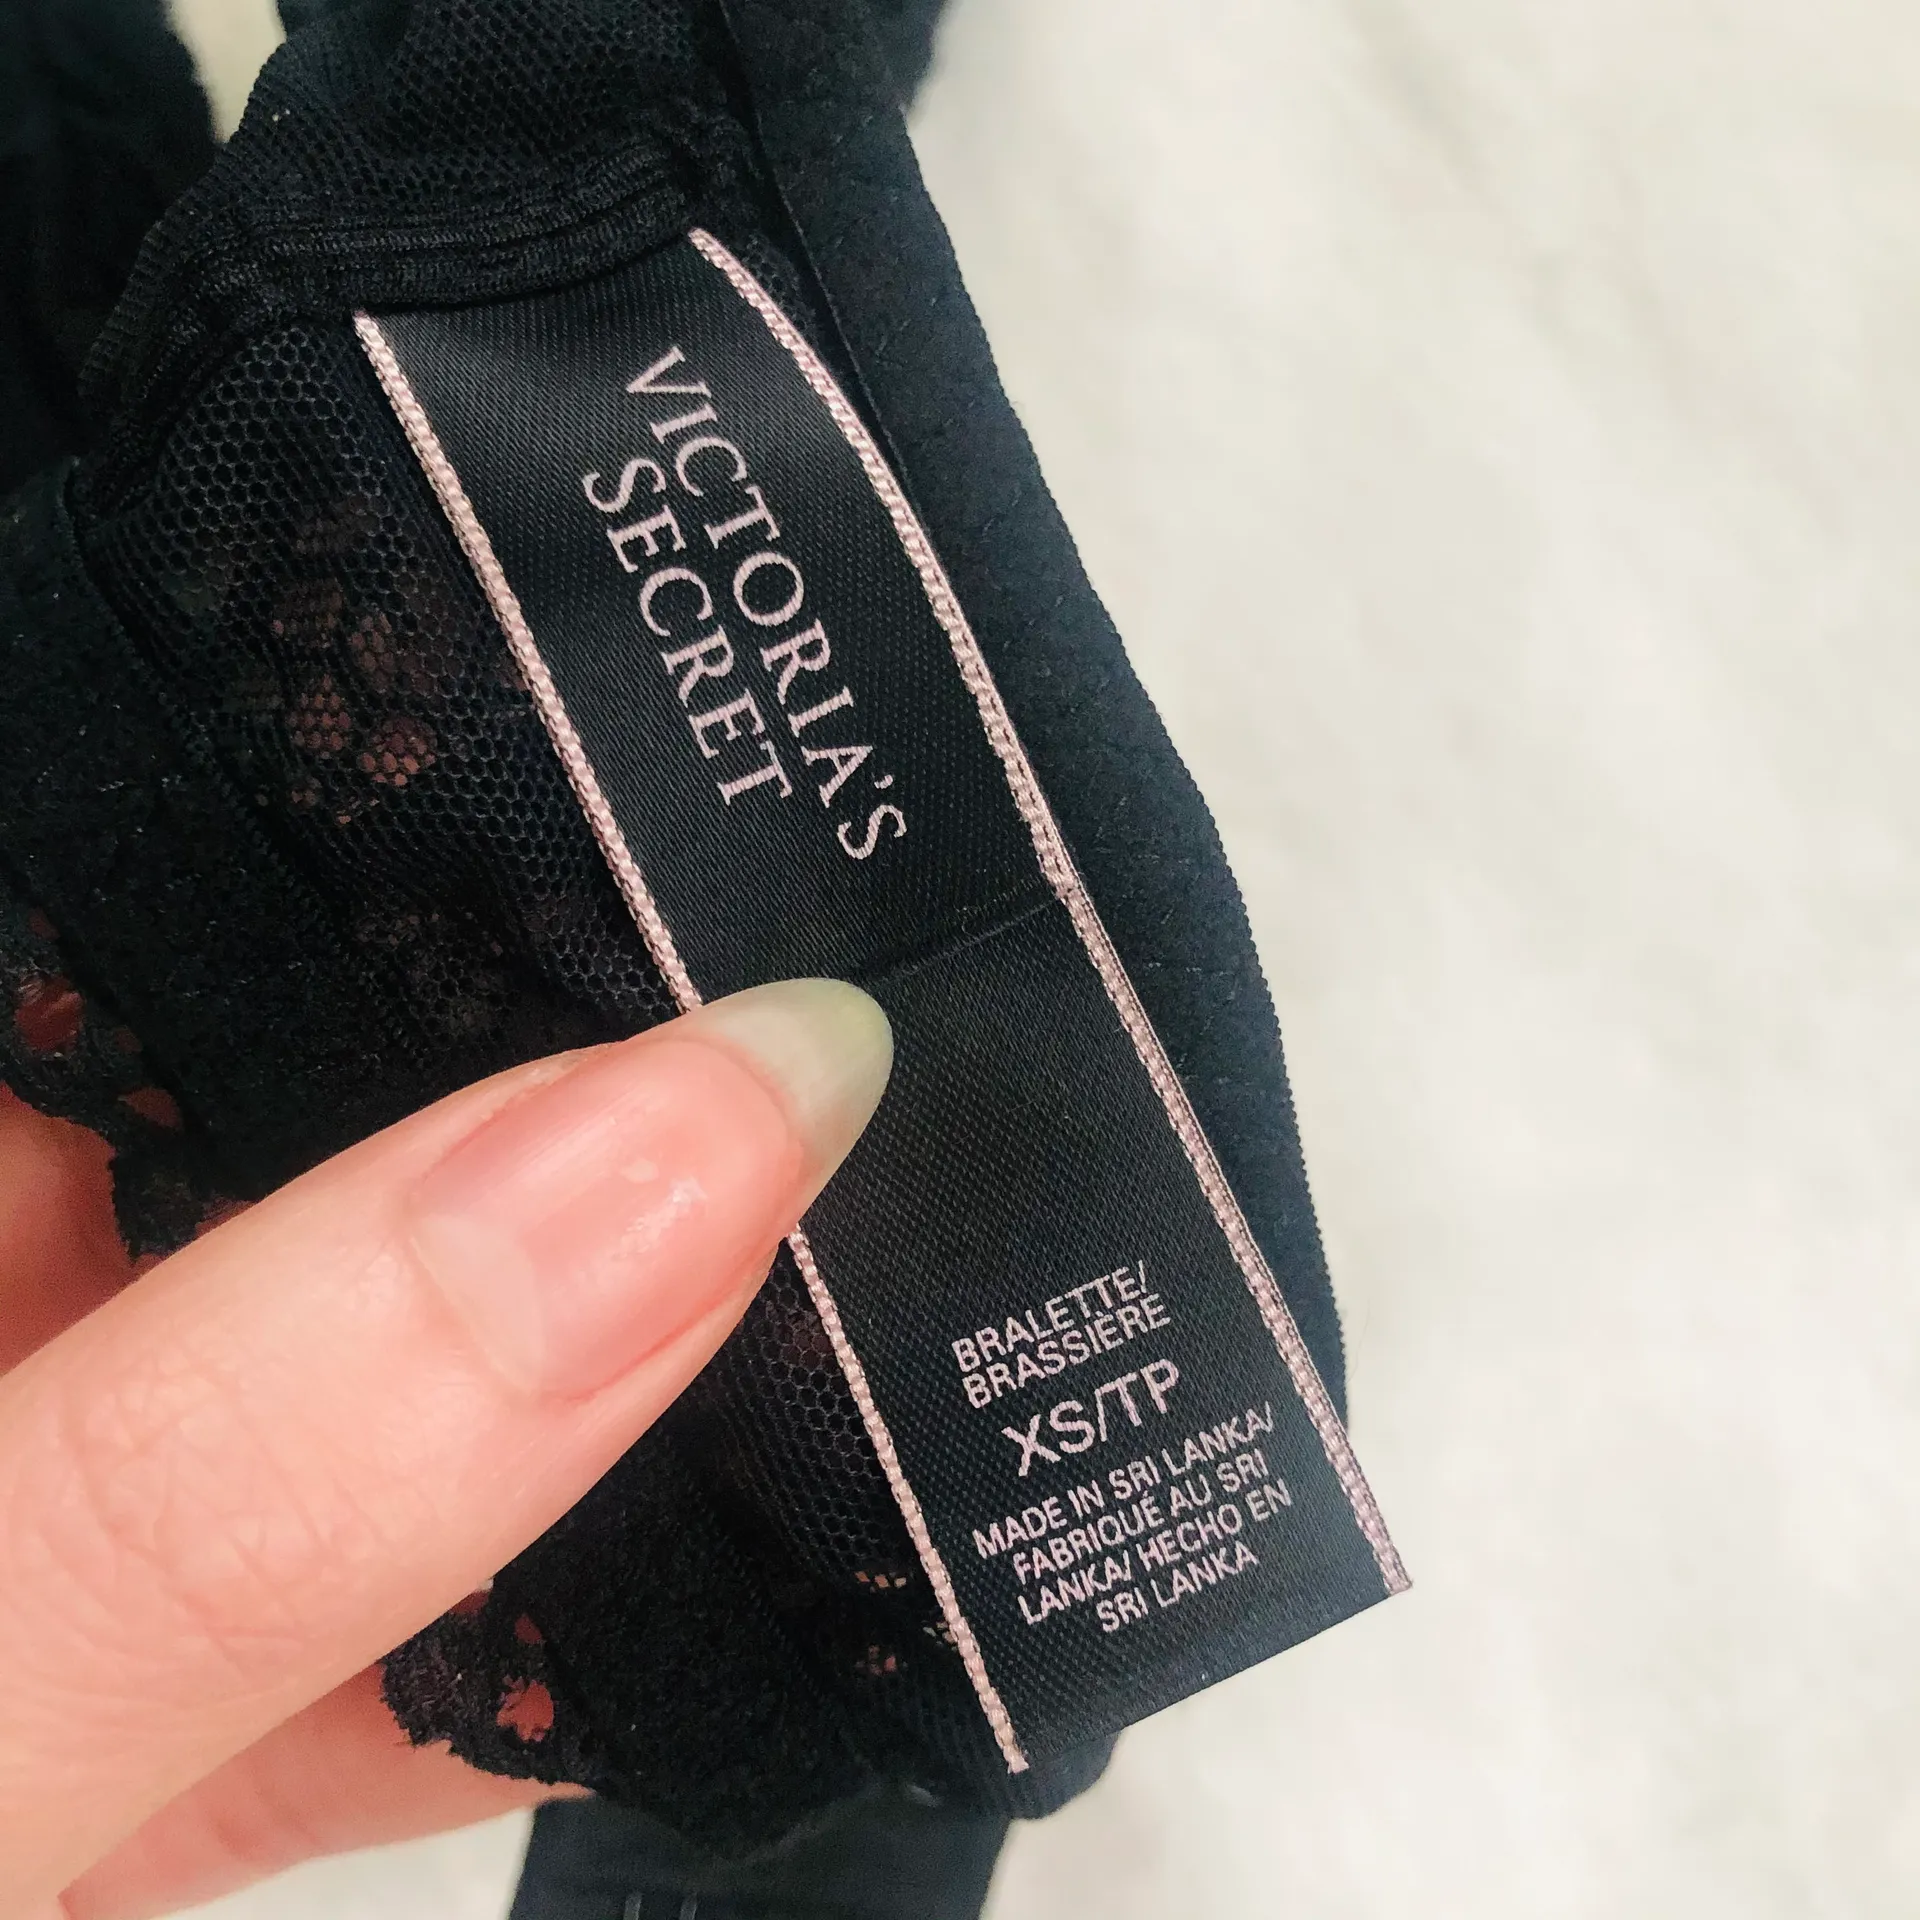 VICTORIA'S
SECRET
BRALETTE/
BRASSIÈRE
XS/TP
MADE IN SRI LANKA/
FABRIQUÉ AU SRI
LANKA/ HECHO EN
SRI LANKA